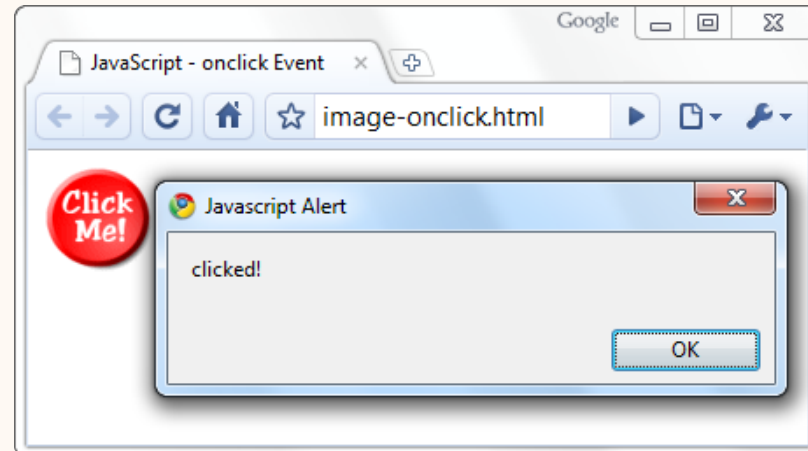 Google
JavaScript - onclick Event
image-onclick.html
Click
Me!
Javascript Alert
clicked!
OK